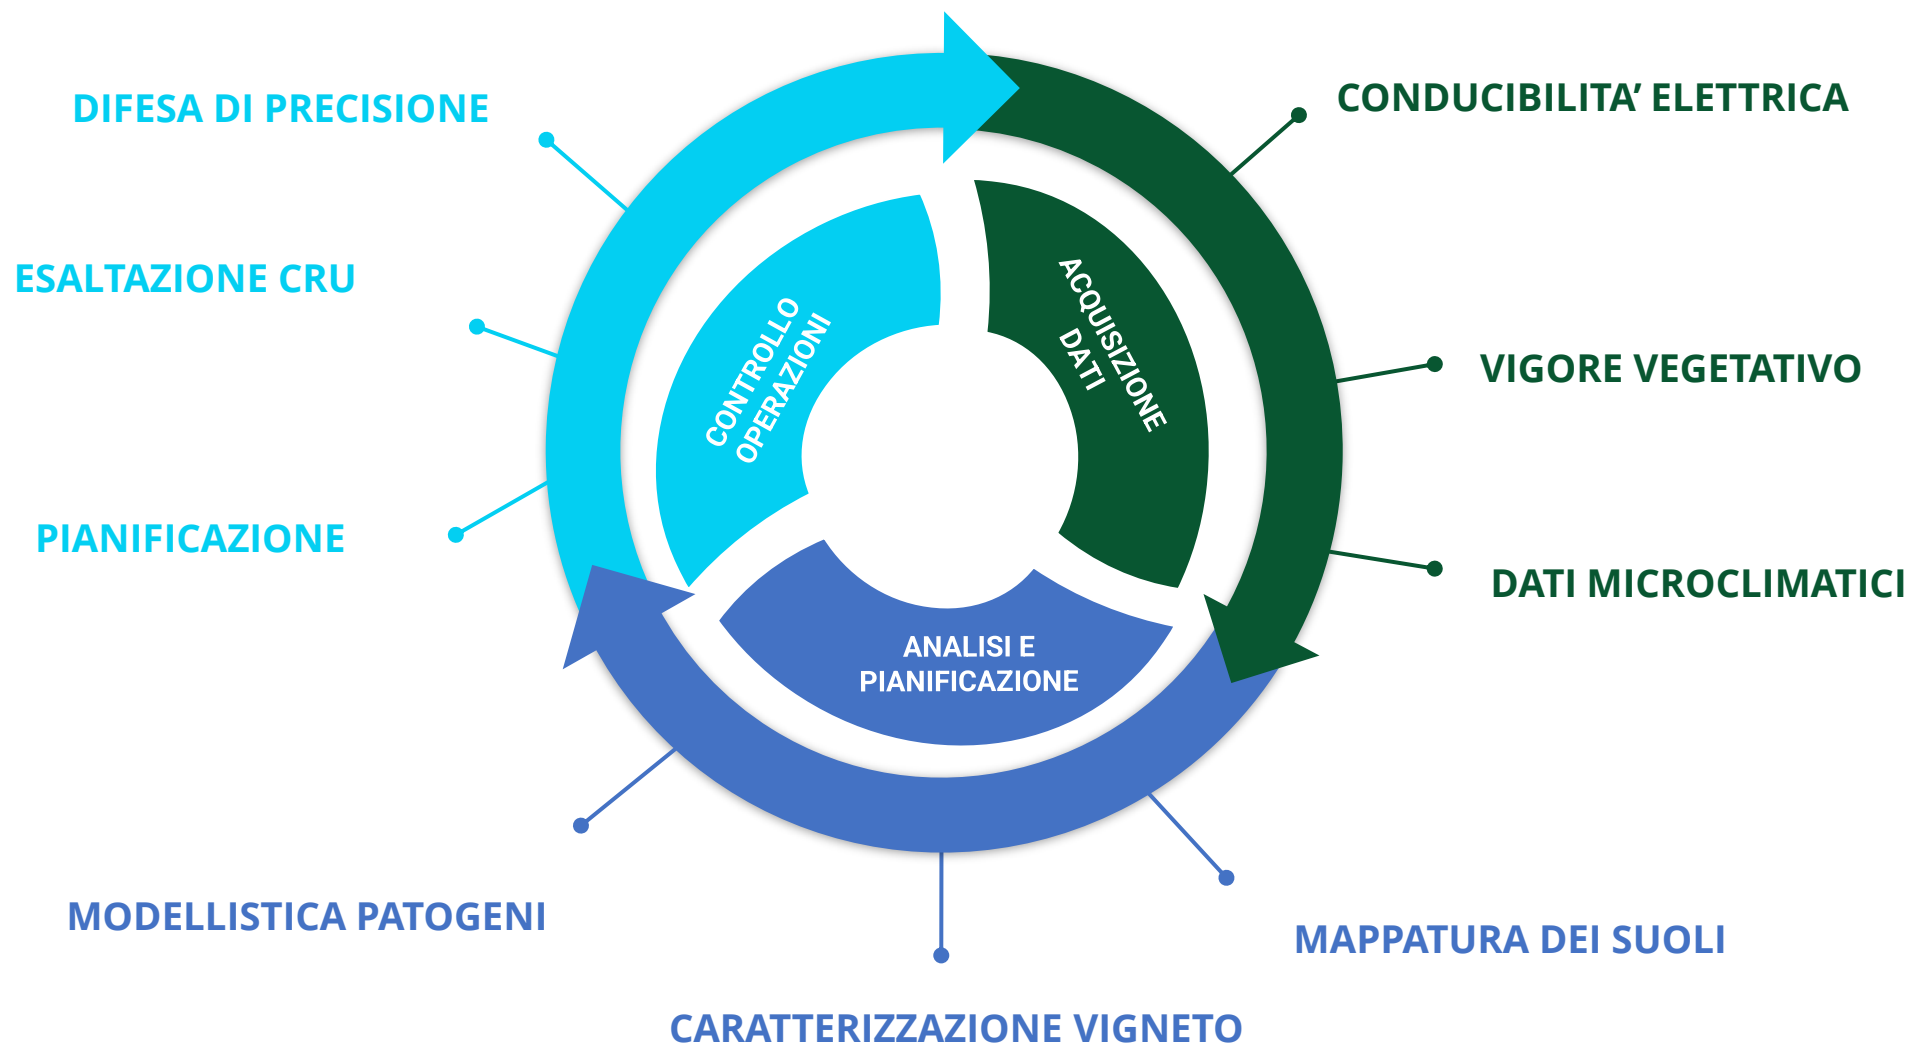 DIFESA DI PRECISIONE
ESALTAZIONE CRU
PIANIFICAZIONE
CONTROLLO
OPERAZIONI
ACQUISIZIONE
DATI
ANALISI E
PIANIFICAZIONE
CONDUCIBILITA’ ELETTRICA
VIGORE VEGETATIVO
DATI MICROCLIMATICI
MODELLISTICA PATOGENI
MAPPATURA DEI SUOLI
CARATTERIZZAZIONE VIGNETO